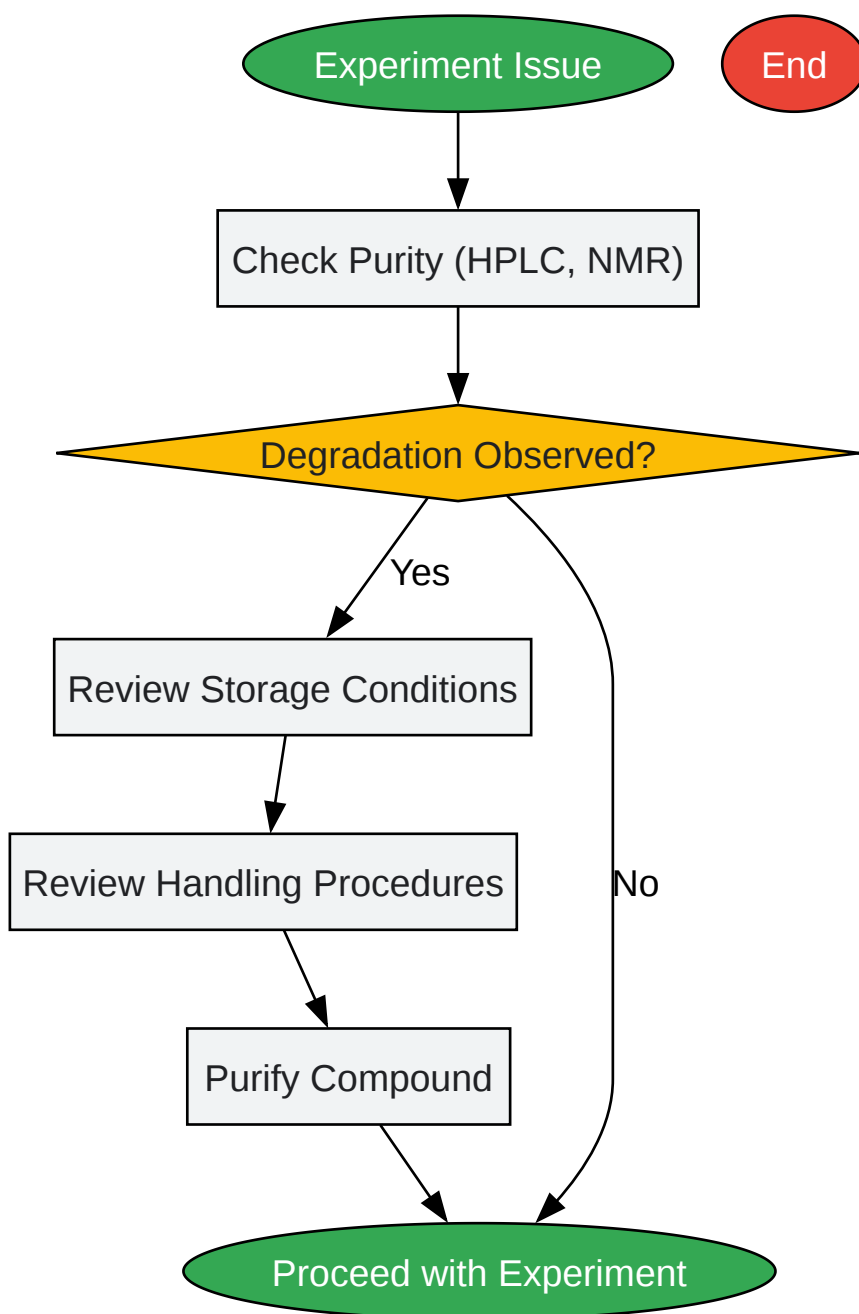 Experiment Issue
End
Check Purity (HPLC, NMR)
Degradation Observed?
Yes
Review Storage Conditions
Review Handling Procedures
No
Purify Compound
Proceed with Experiment